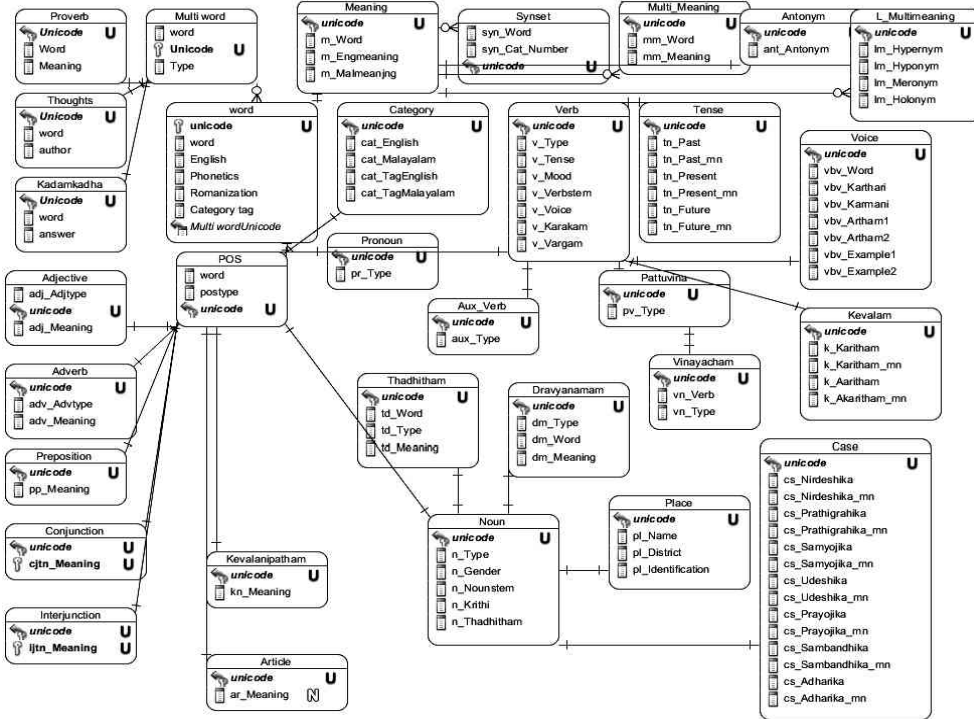 Proverb
Unicode U
Word
Meaning
Multi word
word
Unicode U
Type
Meaning
unicode U
m_Word
m_Engmeaning
m_Malmeanjng
Synset
syn_Word
syn_Cat_Number
unicode U
Multi_Meaning
unicode U
mm_Word
mm_Meaning
Antonym
unicode
ant_Antonym
L_Multimeaning
unicode U
lm_Hypernym
lm_Hyponym
lm_Meronym
lm_Holonym
Thoughts
Unicode U
word
author
Kadamkadha
Unicode U
word
answer
word
unicode U
word
English
Phonetics
Romanization
Category tag
Multi wordUnicode
Category
unicode U
cat_English
cat_Malayalam
cat_TagEnglish
cat_TagMalayalam
Verb
unicode U
v_Type
v_Tense
v_Mood
v_Verbstem
v_Voice
v_Karakam
v_Vargam
Tense
unicode U
tn_Past
tn_Past_mn
tn_Present
tn_Present_mn
tn_Future
tn_Future_mn
Voice
unicode U
vbv_Word
vbv_Karthari
vbv_Karmani
vbv_Artham1
vbv_Artham2
vbv_Example1
vbv_Example2
Pronoun
unicode U
pr_Type
POS
word
postype
unicode U
Adjective
adj_Adjtype
unicode U
adj_Meaning
Aux_Verb
unicode U
aux_Type
Pattuvina
unicode U
pv_Type
Kevalam
unicode U
k_Karitham
k_Karitham_mn
k_Aaritham
k_Akaritham_mn
Adverb
unicode U
adv_Advtype
adv_Meaning
Vinayacham
unicode U
vn_Verb
vn_Type
Thadhitham
unicode U
td_Word
td_Type
td_Meaning
Dravyanamam
unicode U
dm_Type
dm_Word
dm_Meaning
Preposition
unicode U
pp_Meaning
Case
unicode U
cs_Nirdeshika
cs_Nirdeshika_mn
cs_Prathigrahika
cs_Prathigrahika_mn
cs_Samyojika
cs_Samyojika_mn
cs_Udeshika
cs_Udeshika_mn
cs_Prayojika
cs_Prayojika_mn
cs_Sambandhika
cs_Sambandhika_mn
cs_Adharika
cs_Adharika_mn
Place
unicode U
pl_Name
pl_District
pl_Identification
Noun
unicode U
n_Type
n_Gender
n_Nounstem
n_Krithi
n_Thadhitham
Conjunction
unicode U
cjtn_Meaning U
Kevalanipatham
unicode U
kn_Meaning
Interjunction
unicode U
ijtn_Meaning U
Article
unicode U
ar_Meaning N